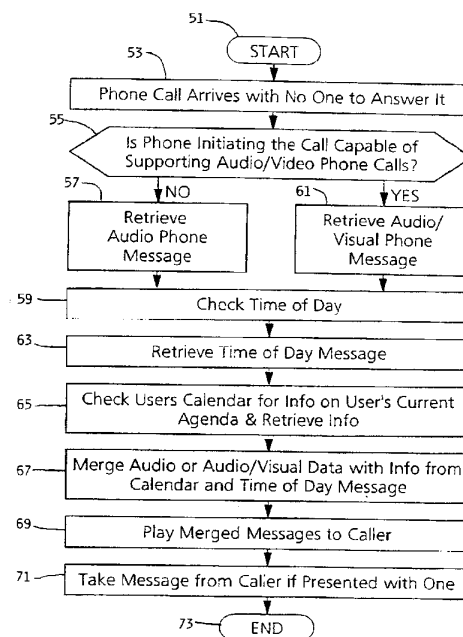 51
START
53
Phone Call Arrives with No One to Answer It
55
Is Phone Initiating the Call Capable of
Supporting Audio/Video Phone Calls?
57
NO
61
YES
Retrieve
Audio Phone
Message
Retrieve Audio/
Visual Phone
Message
59
Check Time of Day
63
Retrieve Time of Day Message
65
Check Users Calendar for Info on User's Current
Agenda & Retrieve Info
67
Merge Audio or Audio/Visual Data with Info from
Calendar and Time of Day Message
69
Play Merged Messages to Caller
71
Take Message from Caller if Presented with One
73
END